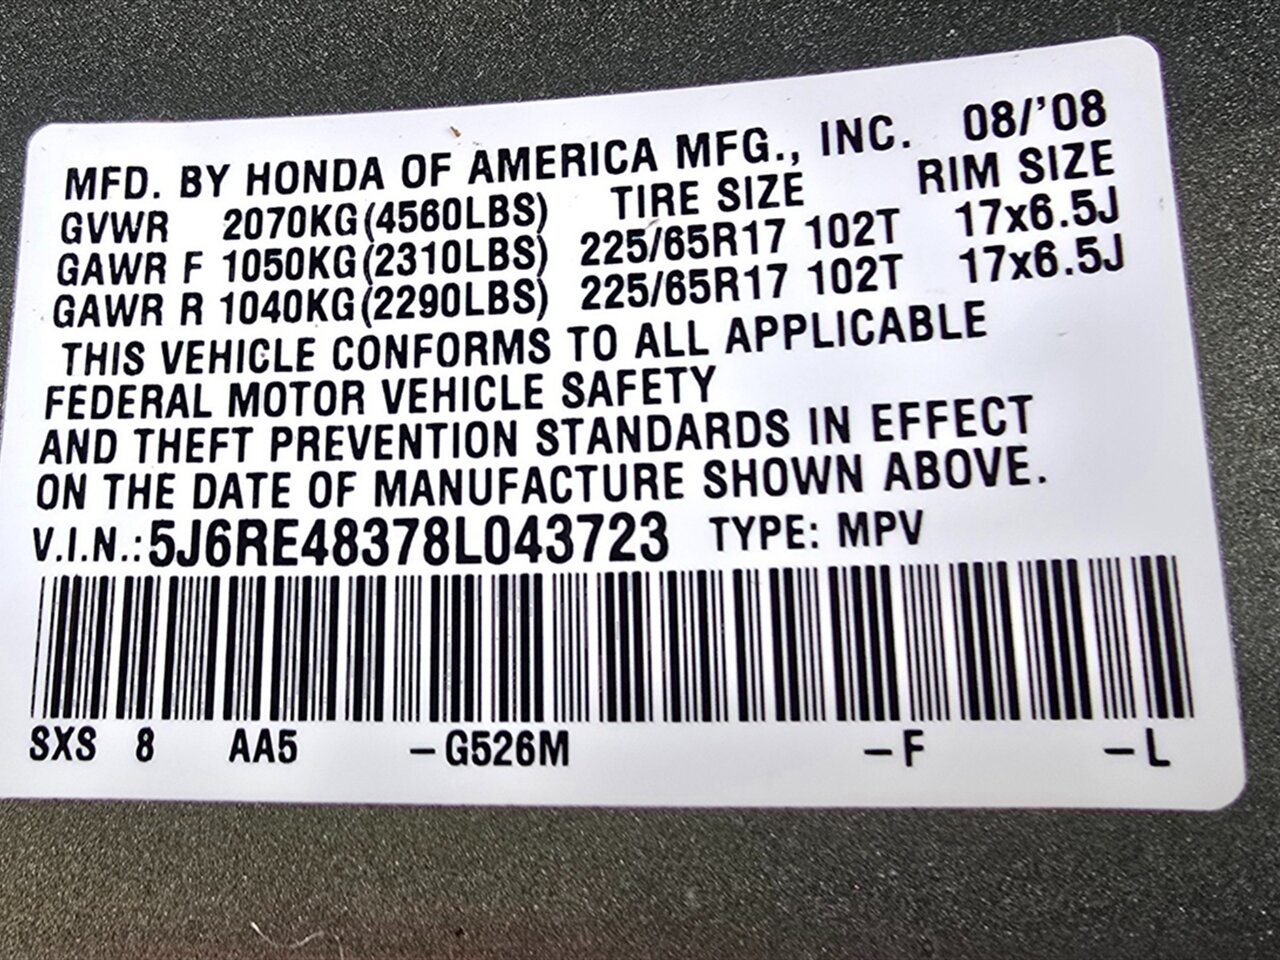 MFD. BY HONDA OF AMERICA MFG., INC. 08/'08
GVWR 2070KG(4560LBS) TIRE SIZE RIM SIZE
GAWR F 1050KG(2310LBS) 225/65R17 102T 17x6.5J
GAWR R 1040KG(2290LBS) 225/65R17 102T 17x6.5J
THIS VEHICLE CONFORMS TO ALL APPLICABLE
FEDERAL MOTOR VEHICLE SAFETY
AND THEFT PREVENTION STANDARDS IN EFFECT
ON THE DATE OF MANUFACTURE SHOWN ABOVE.
V.I.N.:5J6RE48378L043723 TYPE: MPV
SXS 8 AA5 -G526M -F -L